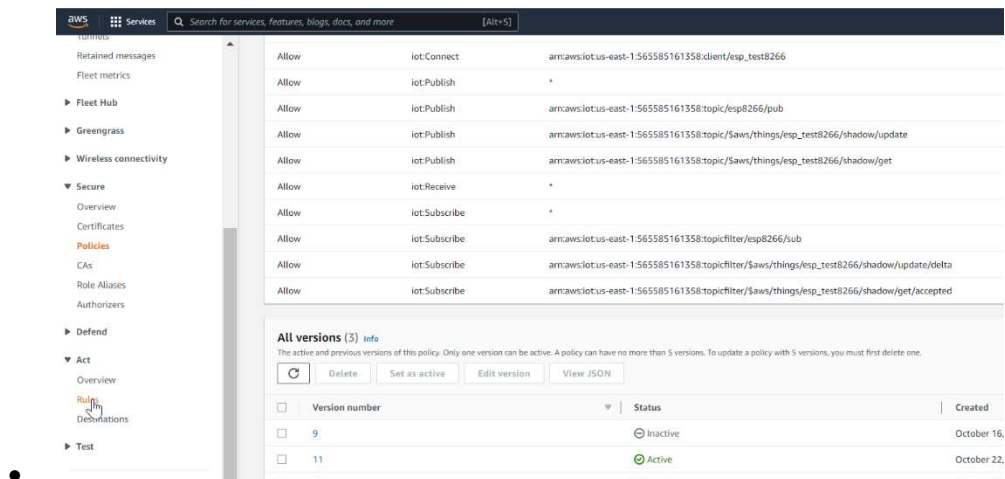 aws Services Search for services, features, blogs, docs, and more [Alt+S]
Tunnels
Retained messages
Fleet metrics
Fleet Hub
Greengrass
Wireless connectivity
Secure
Overview
Certificates
Policies
CAs
Role Aliases
Authorizers
Defend
Act
Overview
Rules
Destinations
Test
Allow iot:Connect arn:aws:iot:us-east-1:565585161358:client/esp_test8266
Allow iot:Publish *
Allow iot:Publish arn:aws:iot:us-east-1:565585161358:topic/esp8266/pub
Allow iot:Publish arn:aws:iot:us-east-1:565585161358:topic/$aws/things/esp_test8266/shadow/update
Allow iot:Publish arn:aws:iot:us-east-1:565585161358:topic/$aws/things/esp_test8266/shadow/get
Allow iot:Receive *
Allow iot:Subscribe *
Allow iot:Subscribe arn:aws:iot:us-east-1:565585161358:topicfilter/esp8266/sub
Allow iot:Subscribe arn:aws:iot:us-east-1:565585161358:topicfilter/$aws/things/esp_test8266/shadow/update/delta
Allow iot:Subscribe arn:aws:iot:us-east-1:565585161358:topicfilter/$aws/things/esp_test8266/shadow/get/accepted
All versions (3) Info
The active and previous versions of this policy. Only one version can be active. A policy can have no more than 5 versions. To update a policy with 5 versions, you must first delete one.
Delete Set as active Edit version View JSON
Version number Status Created
9 Inactive October 16,
11 Active October 22,